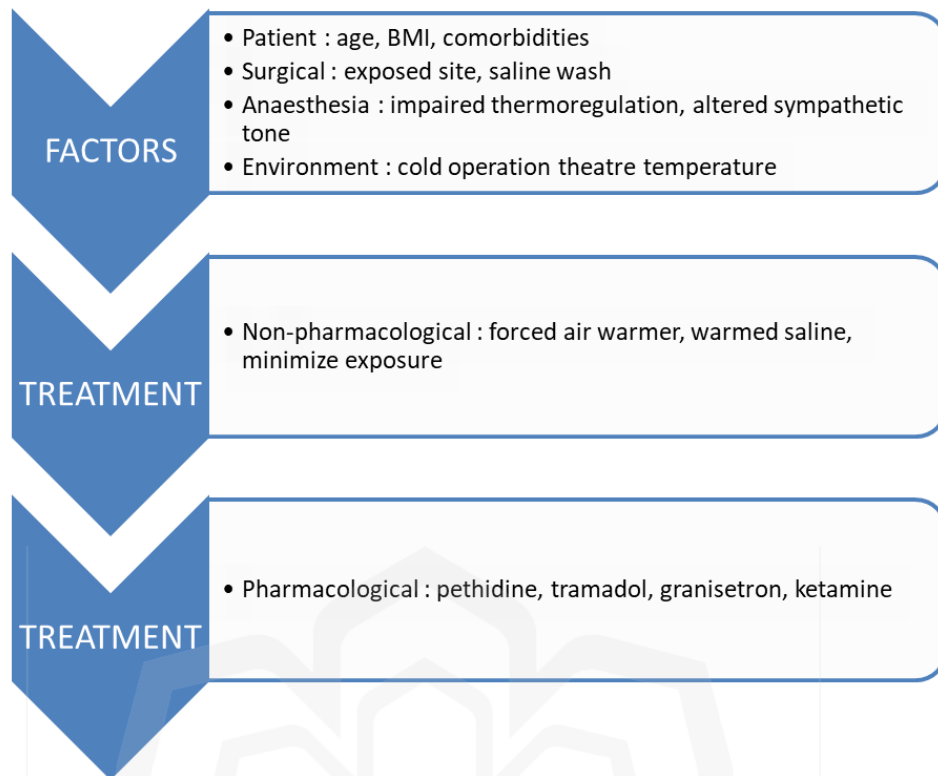 • Patient : age, BMI, comorbidities
• Surgical : exposed site, saline wash
• Anaesthesia : impaired thermoregulation, altered sympathetic
tone
• Environment : cold operation theatre temperature
FACTORS
• Non-pharmacological : forced air warmer, warmed saline,
minimize exposure
TREATMENT
• Pharmacological : pethidine, tramadol, granisetron, ketamine
TREATMENT